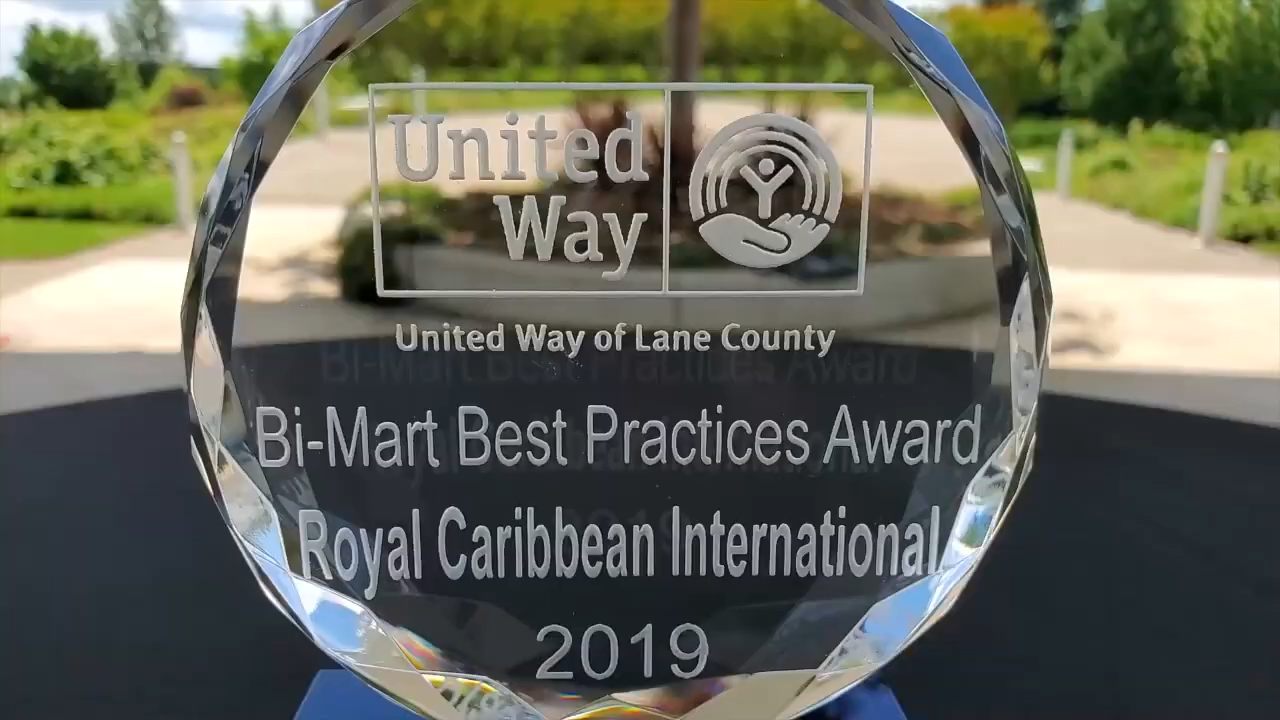 United
Way
United Way of Lane County
Bi-Mart Best Practices Award
Royal Caribbean International
2019